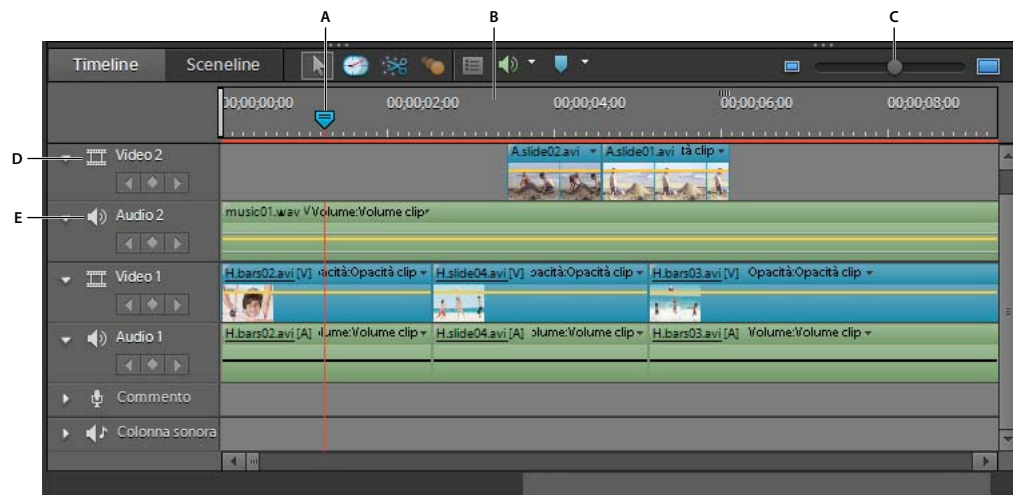 A B C
Timeline Sceneline
00;00;00;00 00;00;02;00 00;00;04;00 00;00;06;00 00;00;08;00
D Video 2 A.slide02.avi A.slide01.avi tà clip
E Audio 2 music01.wav Volume:Volume clip
Video 1 H.bars02.avi [V] acità:Opacità clip H.slide04.avi [V] pacità:Opacità clip H.bars03.avi [V] Opacità:Opacità clip
Audio 1 H.bars02.avi [A] lume:Volume clip H.slide04.avi [A] olume:Volume clip H.bars03.avi [A] Volume:Volume clip
Commento
Colonna sonora